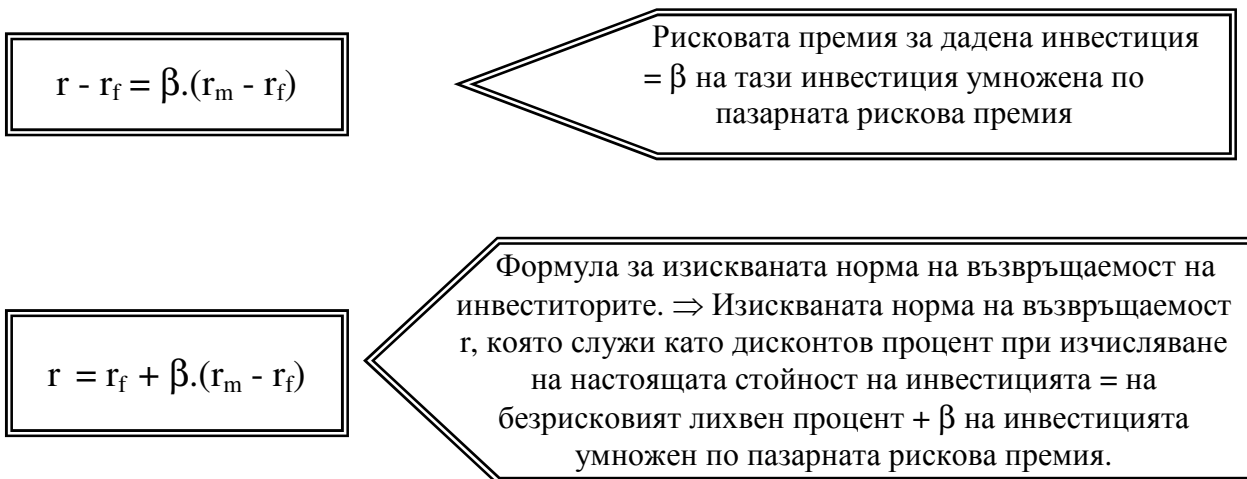 r - r_f = β.(r_m - r_f)
Рисковата премия за дадена инвестиция
= β на тази инвестиция умножена по
пазарната рискова премия
r = r_f + β.(r_m - r_f)
Формула за изискваната норма на възвръщаемост на
инвеститорите. ⇒ Изискваната норма на възвръщаемост
r, която служи като дисконтов процент при изчисляване
на настоящата стойност на инвестицията = на
безрисковият лихвен процент + β на инвестицията
умножен по пазарната рискова премия.